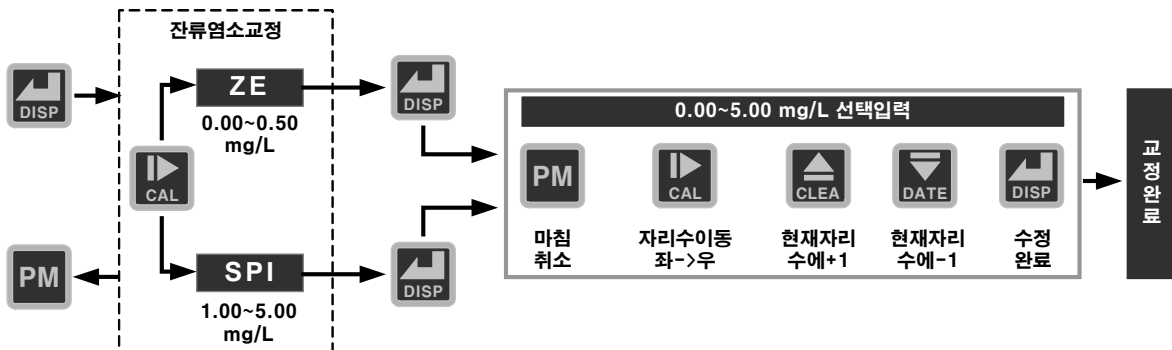 잔류염소교정
DISP
CAL
ZE
0.00~0.50
mg/L
SPI
1.00~5.00
mg/L
PM
DISP
DISP
0.00~5.00 mg/L 선택입력
PM
CAL
CLEA
DATE
DISP
마침
취소
자리수이동
좌->우
현재자리
수에+1
현재자리
수에-1
수정
완료
교
정
완
료